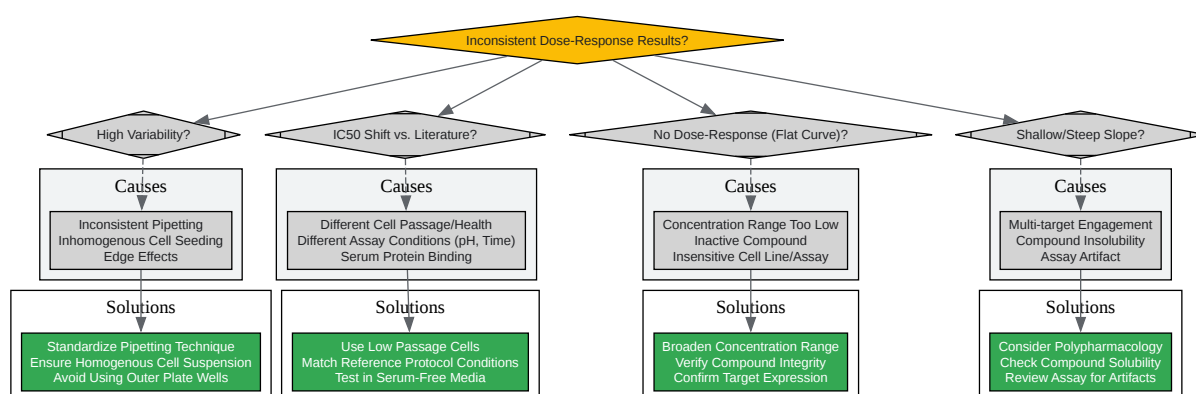 Inconsistent Dose-Response Results?
High Variability?
IC50 Shift vs. Literature?
No Dose-Response (Flat Curve)?
Shallow/Steep Slope?
Causes
Inconsistent Pipetting
Inhomogenous Cell Seeding
Edge Effects
Causes
Different Cell Passage/Health
Different Assay Conditions (pH, Time)
Serum Protein Binding
Causes
Concentration Range Too Low
Inactive Compound
Insensitive Cell Line/Assay
Causes
Multi-target Engagement
Compound Insolubility
Assay Artifact
Solutions
Standardize Pipetting Technique
Ensure Homogenous Cell Suspension
Avoid Using Outer Plate Wells
Solutions
Use Low Passage Cells
Match Reference Protocol Conditions
Test in Serum-Free Media
Solutions
Broaden Concentration Range
Verify Compound Integrity
Confirm Target Expression
Solutions
Consider Polypharmacology
Check Compound Solubility
Review Assay for Artifacts